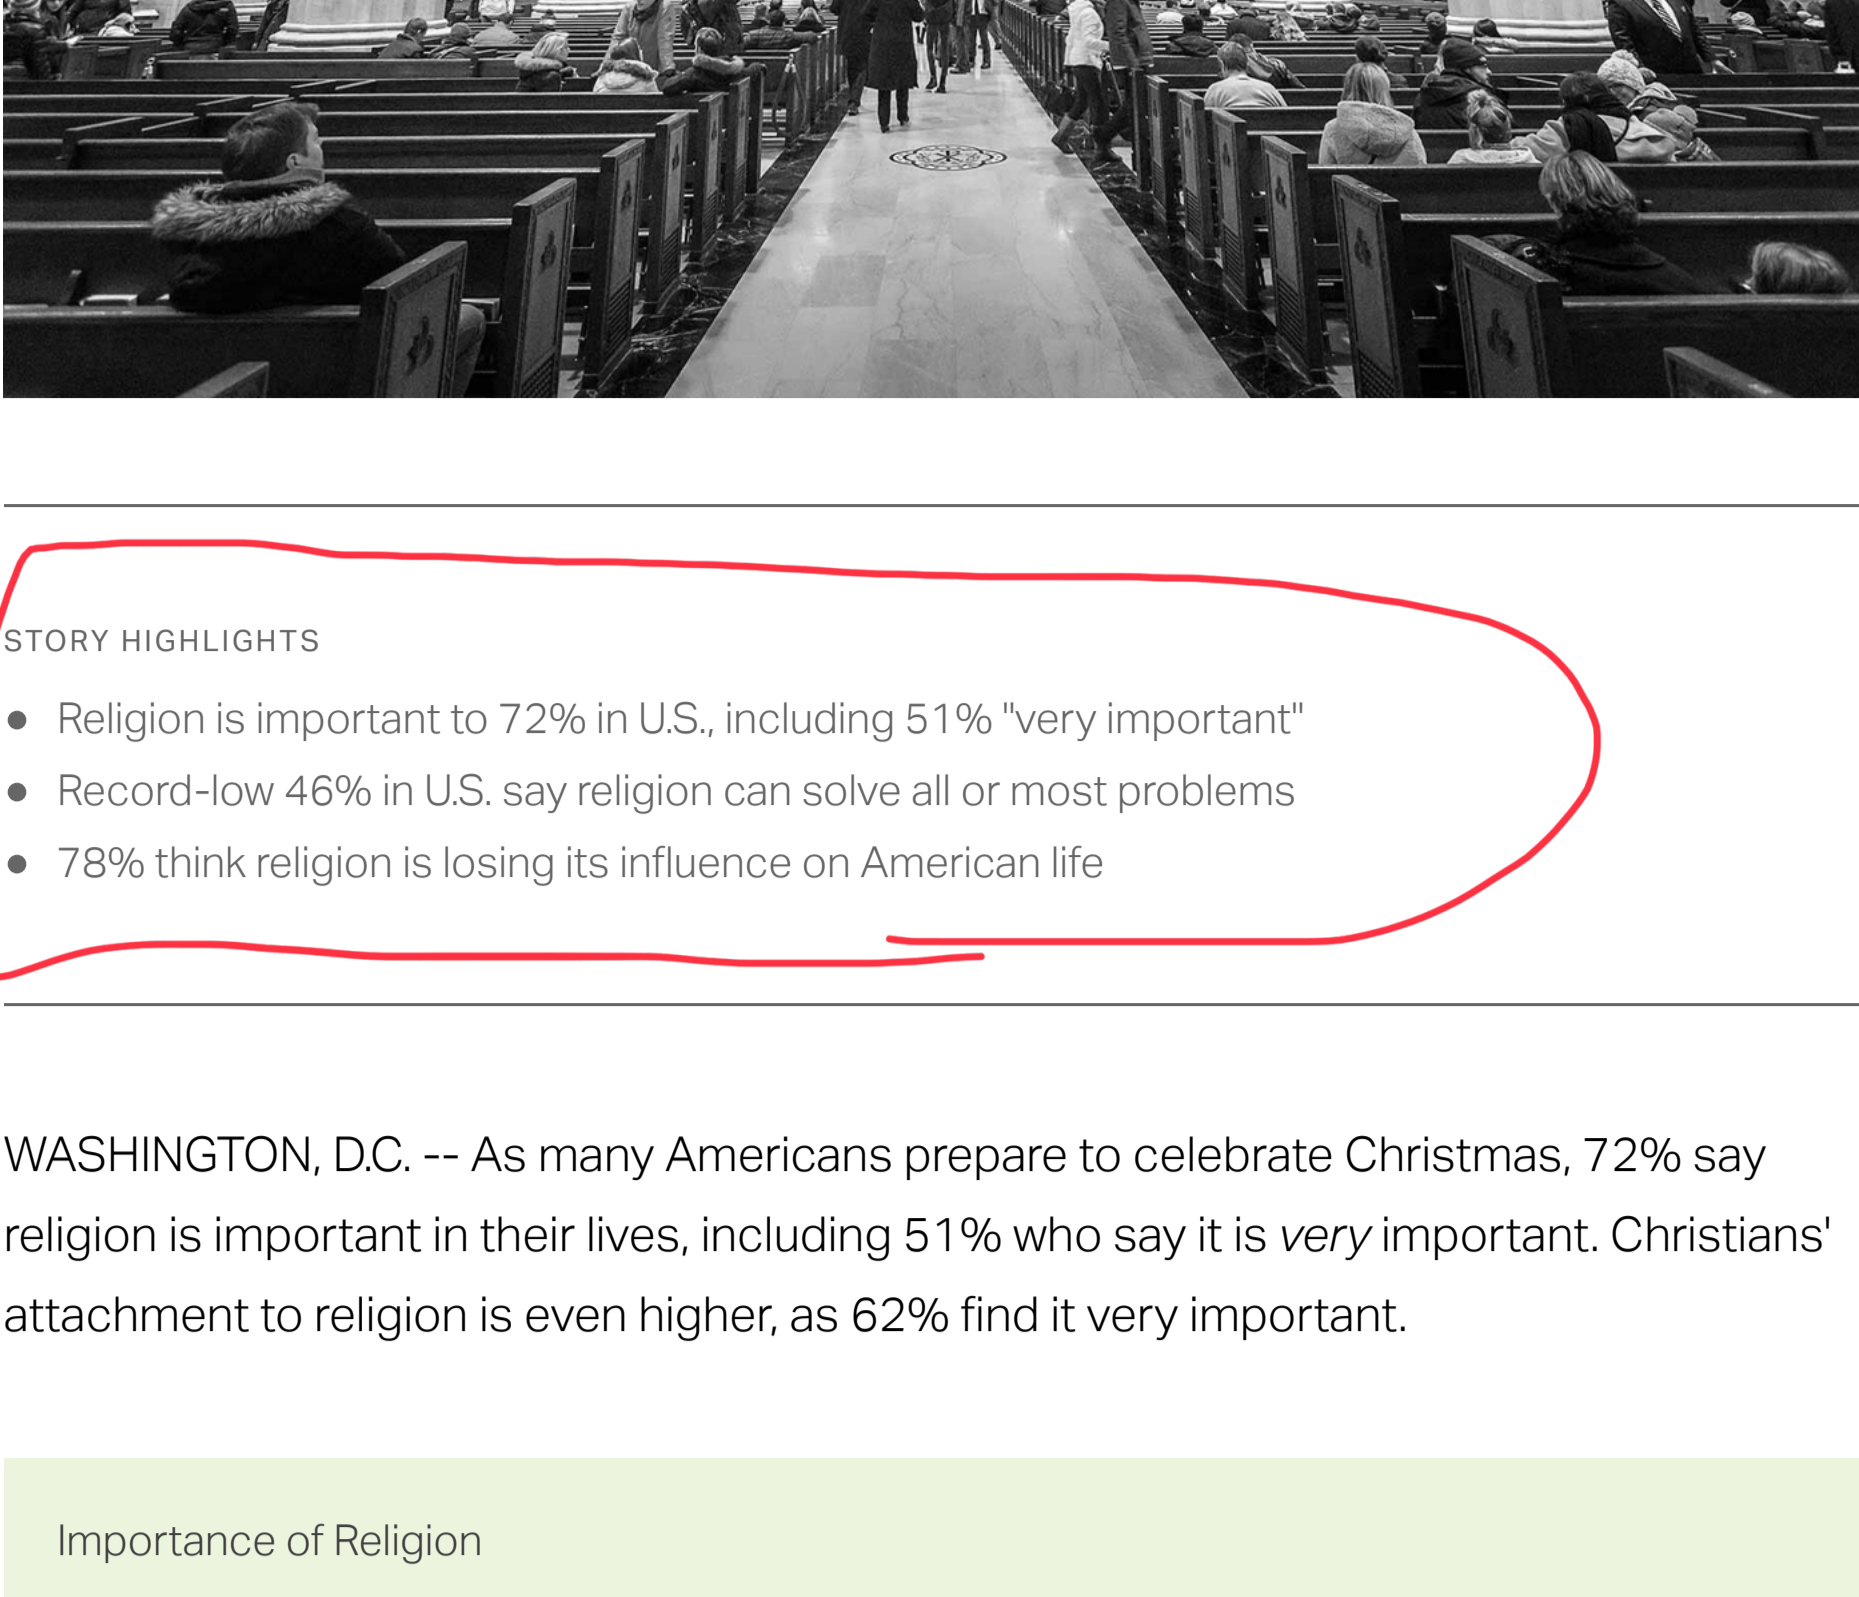 STORY HIGHLIGHTS
● Religion is important to 72% in U.S., including 51% "very important"
● Record-low 46% in U.S. say religion can solve all or most problems
● 78% think religion is losing its influence on American life
WASHINGTON, D.C. -- As many Americans prepare to celebrate Christmas, 72% say
religion is important in their lives, including 51% who say it is very important. Christians'
attachment to religion is even higher, as 62% find it very important.
Importance of Religion